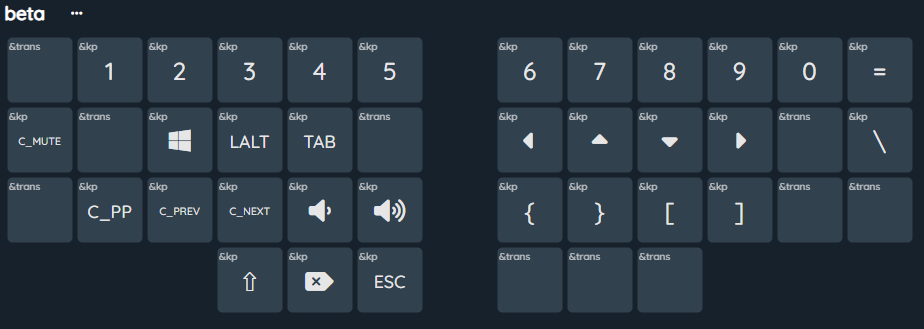 beta ...
&trans &kp &kp &kp &kp &kp &kp &kp &kp &kp &kp &kp
1 2 3 4 5 6 7 8 9 0 =
&kp &trans &kp &kp &kp &trans &kp &kp &kp &kp &trans &kp
C_MUTE LALT TAB \
&trans &kp &kp &kp &kp &kp &kp &kp &kp &kp &trans &trans
C_PP C_PREV C_NEXT { } [ ]
&kp &kp &kp &trans &trans &trans
ESC